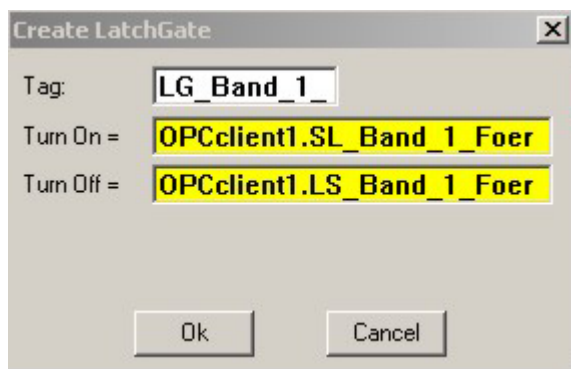 Create LatchGate
Tag: LG_Band_1_
Turn On = OPCclient1.SL_Band_1_Foer
Turn Off = OPCclient1.LS_Band_1_Foer
Ok Cancel